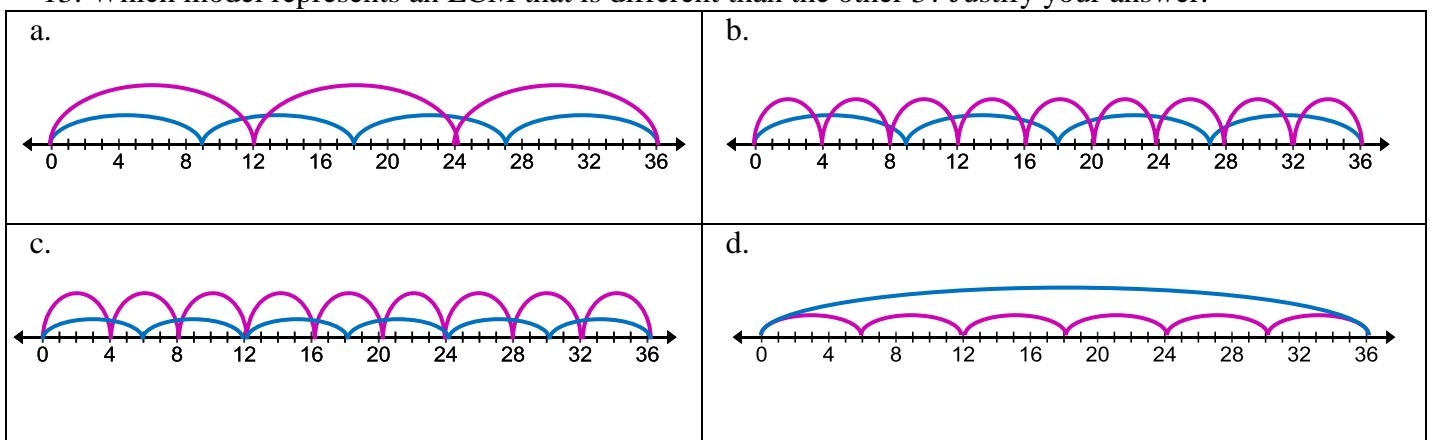 13. Which model represents an LCM that is different than the other 3? Justify your answer.
a.
0 4 8 12 16 20 24 28 32 36
b.
0 4 8 12 16 20 24 28 32 36
c.
0 4 8 12 16 20 24 28 32 36
d.
0 4 8 12 16 20 24 28 32 36